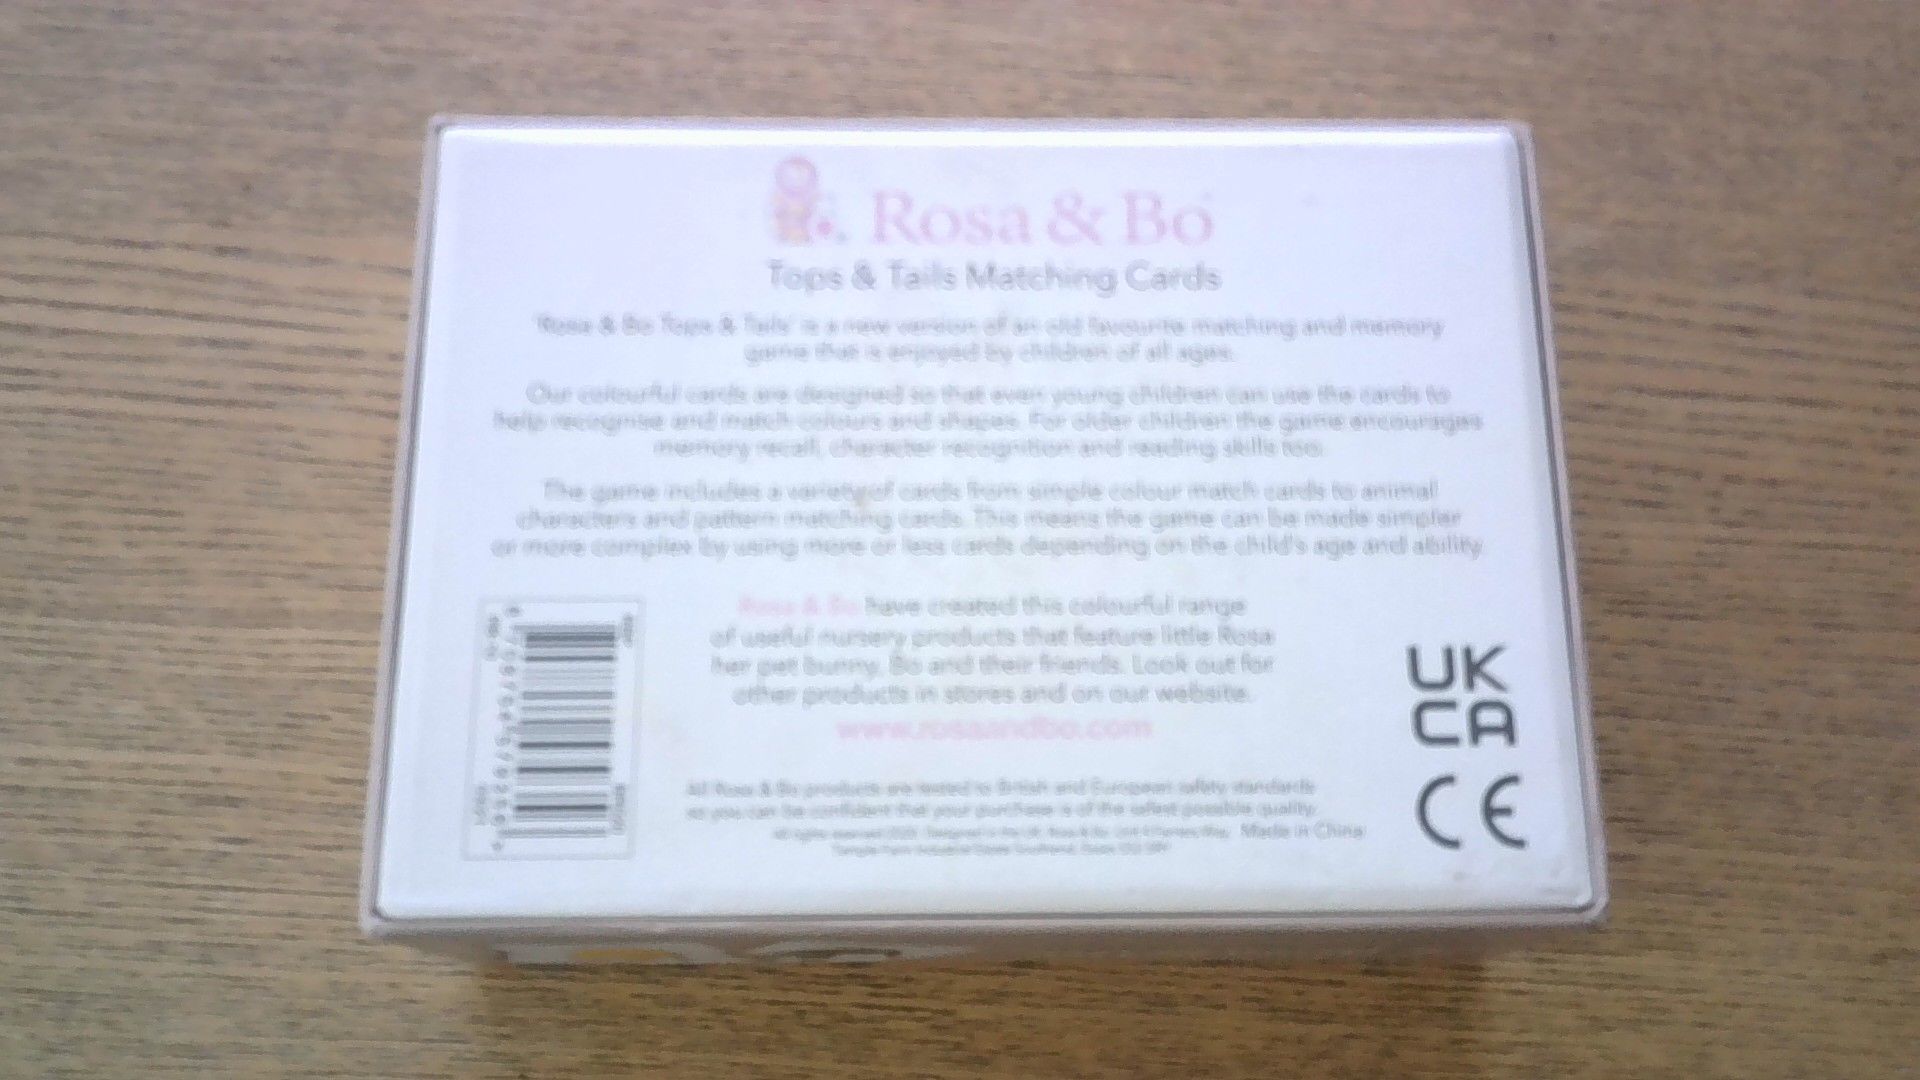 Rosa & Bo
Tops & Tails Matching Cards
'Rosa & Bo Tops & Tails' is a new version of an old favourite matching and memory
game that is enjoyed by children of all ages.
Our colourful cards are designed so that even young children can use the cards to
help recognise and match colours and shapes. For older children the game encourages
memory recall, character recognition and reading skills too.
The game includes a variety of cards from simple colour match cards to animal
characters and pattern matching cards. This means the game can be made simpler
or more complex by using more or less cards depending on the child's age and ability.
Rosa & Bo have created this colourful range
of useful nursery products that feature little Rosa
her pet bunny, Bo and their friends. Look out for
other products in stores and on our website.
www.rosaandbo.com
All Rosa & Bo products are tested to British and European safety standards
so you can be confident that your purchase is of the safest possible quality.
Made in China
UK
CA
CE